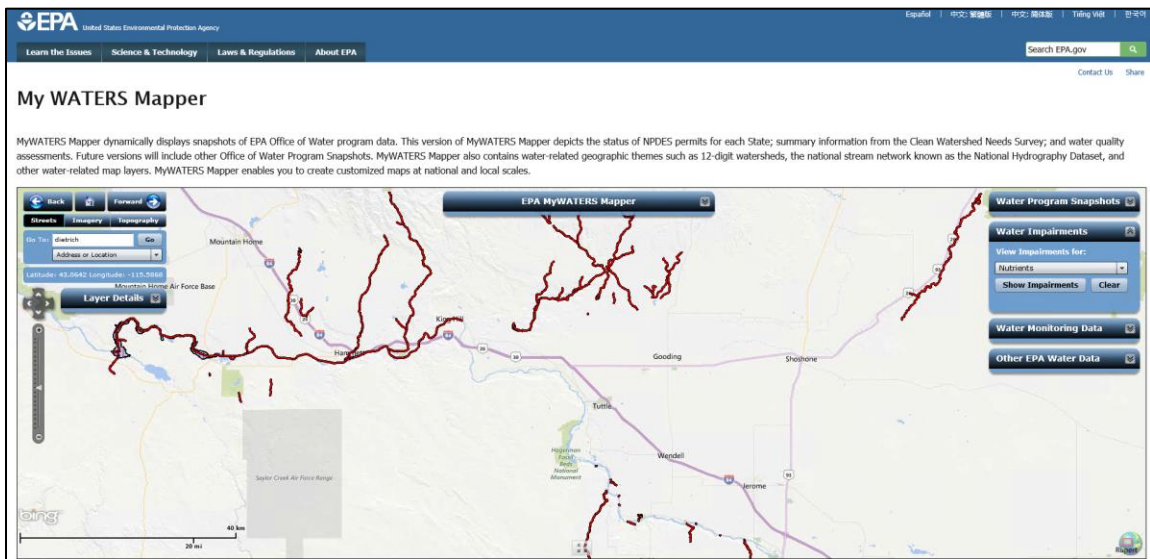 EPA United States Environmental Protection Agency
Español | 中文: 繁體版 | 中文: 简体版 | Tiếng Việt | 한국어
Learn the Issues Science & Technology Laws & Regulations About EPA
Search EPA.gov
Contact Us Share
My WATERS Mapper
MyWATERS Mapper dynamically displays snapshots of EPA Office of Water program data. This version of MyWATERS Mapper depicts the status of NPDES permits for each State; summary information from the Clean Watershed Needs Survey; and water quality
assessments. Future versions will include other Office of Water Program Snapshots. MyWATERS Mapper also contains water-related geographic themes such as 12-digit watersheds, the national stream network known as the National Hydrography Dataset, and
other water-related map layers. MyWATERS Mapper enables you to create customized maps at national and local scales.
Back Forward
EPA MyWATERS Mapper
Water Program Snapshots
Streets Imagery Topography
Go To: dietrich Go
Address or Location
Latitude: 43.0642 Longitude: -115.5868
Layer Details
Water Impairments
View Impairments for:
Nutrients
Show Impairments Clear
Water Monitoring Data
Other EPA Water Data
Mountain Home
Mountain Home Air Force Base
King Hill
Gooding
Shoshone
Tuttle
Hagerman
Fossil
Beds
National
Monument
Wendell
Jerome
Saylor Creek Air Force Range
bing
40 km
20 mi